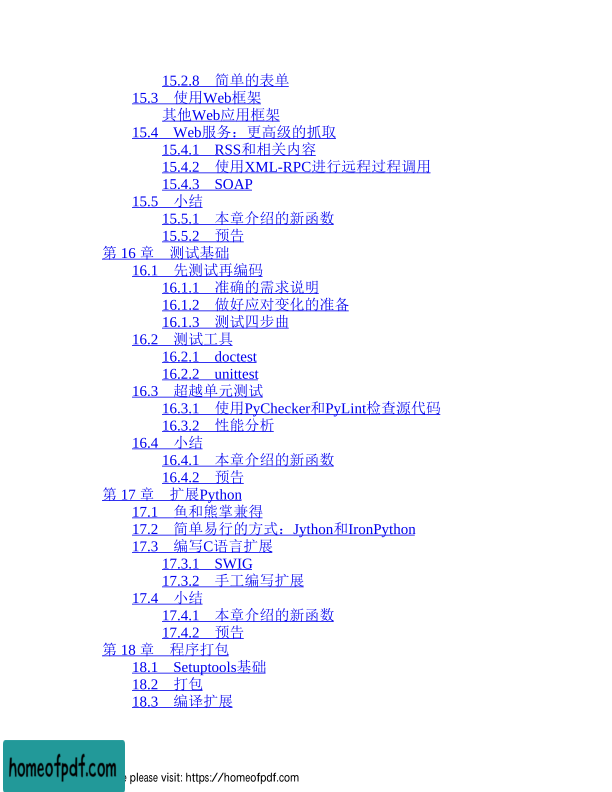 15.2.8 简单的表单
15.3 使用Web框架
其他Web应用框架
15.4 Web服务：更高级的抓取
15.4.1 RSS和相关内容
15.4.2 使用XML-RPC进行远程过程调用
15.4.3 SOAP
15.5 小结
15.5.1 本章介绍的新函数
15.5.2 预告
第 16 章 测试基础
16.1 先测试再编码
16.1.1 准确的需求说明
16.1.2 做好应对变化的准备
16.1.3 测试四步曲
16.2 测试工具
16.2.1 doctest
16.2.2 unittest
16.3 超越单元测试
16.3.1 使用PyChecker和PyLint检查源代码
16.3.2 性能分析
16.4 小结
16.4.1 本章介绍的新函数
16.4.2 预告
第 17 章 扩展Python
17.1 鱼和熊掌兼得
17.2 简单易行的方式：Jython和IronPython
17.3 编写C语言扩展
17.3.1 SWIG
17.3.2 手工编写扩展
17.4 小结
17.4.1 本章介绍的新函数
17.4.2 预告
第 18 章 程序打包
18.1 Setuptools基础
18.2 打包
18.3 编译扩展
homeofpdf.com
please visit: https://homeofpdf.com